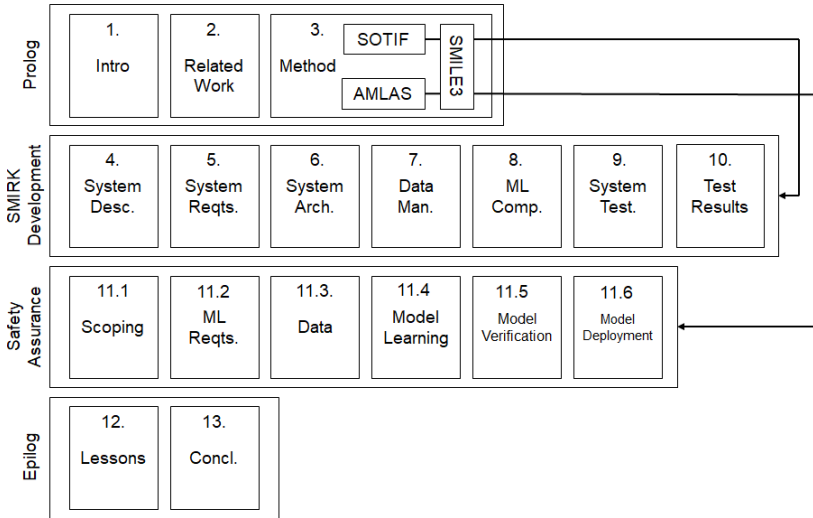 Prolog
1.
Intro
2.
Related
Work
3.
Method
SOTIF
AMLAS
SMILE3
SMIRK
Development
4.
System
Desc.
5.
System
Reqts.
6.
System
Arch.
7.
Data
Man.
8.
ML
Comp.
9.
System
Test.
10.
Test
Results
Safety
Assurance
11.1
Scoping
11.2
ML
Reqts.
11.3.
Data
11.4
Model
Learning
11.5
Model
Verification
11.6
Model
Deployment
Epilog
12.
Lessons
13.
Concl.